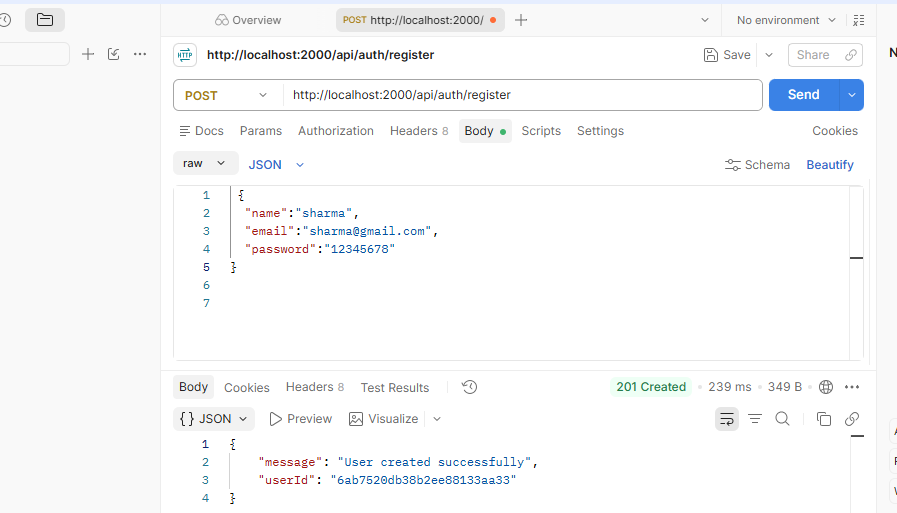 Overview
POST http://localhost:2000/
No environment
HTTP http://localhost:2000/api/auth/register
Save
Share
POST http://localhost:2000/api/auth/register
Send
Docs Params Authorization Headers 8 Body Scripts Settings
Cookies
raw JSON
Schema Beautify
1 {
2 "name":"sharma",
3 "email":"sharma@gmail.com",
4 "password":"12345678"
5 }
6
7
Body Cookies Headers 8 Test Results
201 Created • 239 ms • 349 B •
{} JSON Preview Visualize
1 {
2 "message": "User created successfully",
3 "userId": "6ab7520db38b2ee88133aa33"
4 }